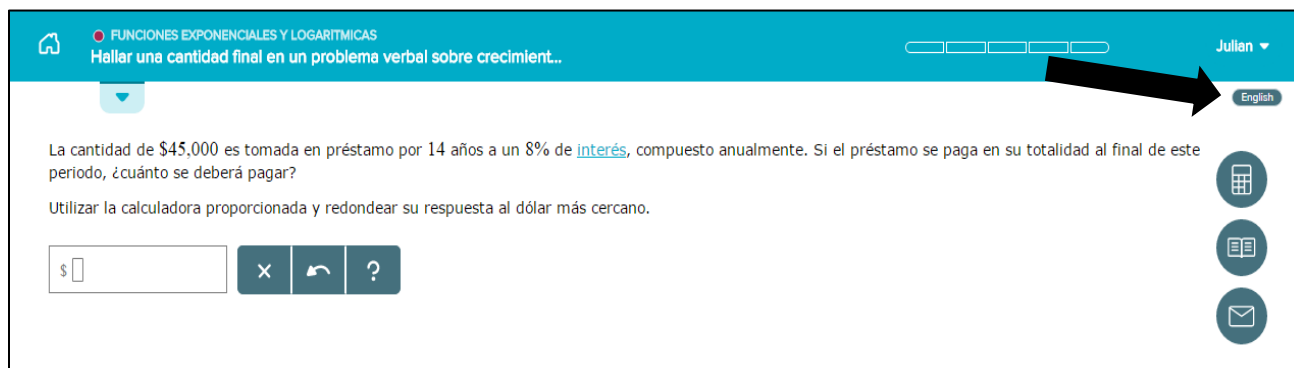 FUNCIONES EXPONENCIALES Y LOGARITMICAS
Hallar una cantidad final en un problema verbal sobre crecimient...
Julian
English
La cantidad de $45,000 es tomada en préstamo por 14 años a un 8% de interés, compuesto anualmente. Si el préstamo se paga en su totalidad al final de este
periodo, ¿cuánto se deberá pagar?
Utilizar la calculadora proporcionada y redondear su respuesta al dólar más cercano.
$
?